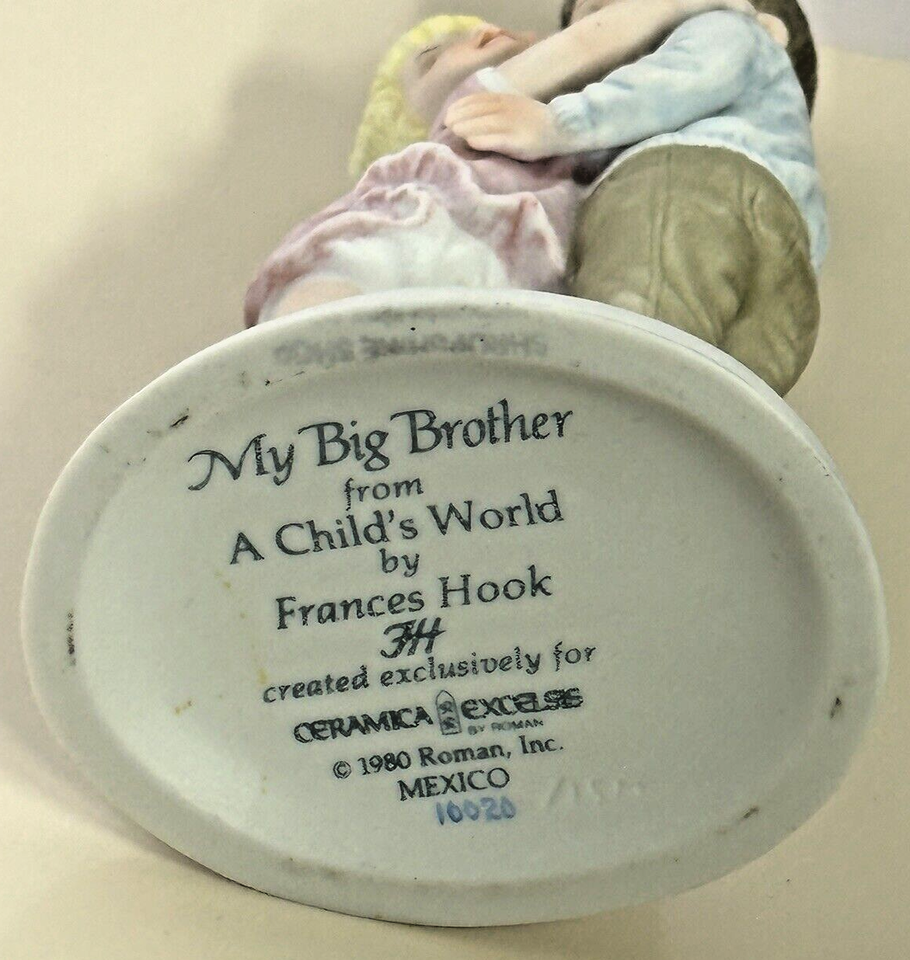 My Big Brother
from
A Child's World
by
Frances Hook
FH
created exclusively for
CERAMICA EXCELSIS
BY ROMAN
© 1980 Roman, Inc.
MEXICO
10020